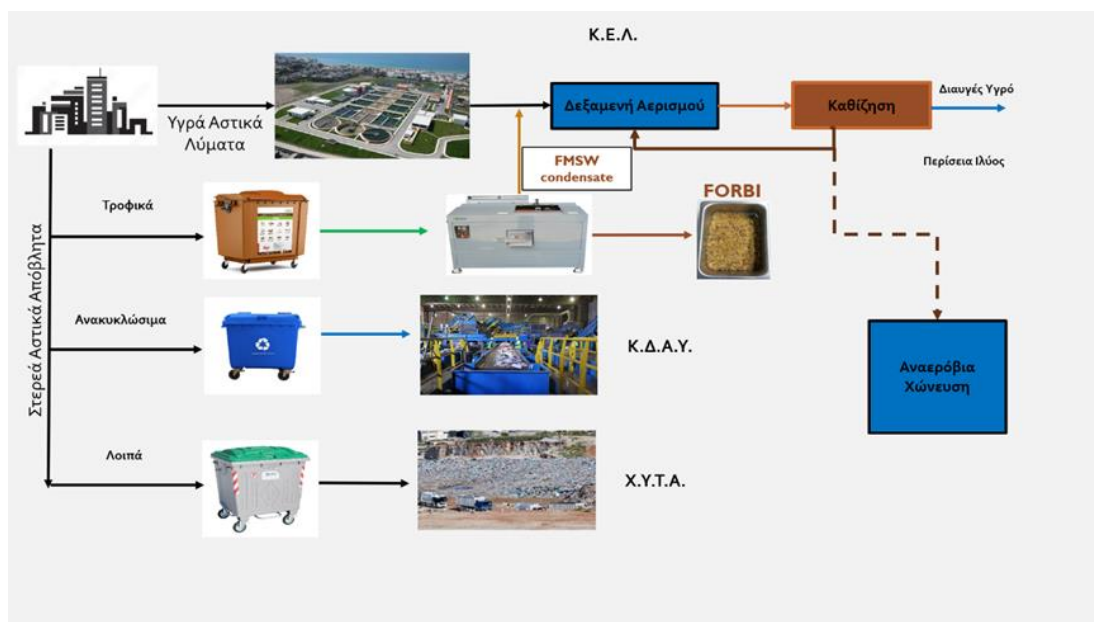 Κ.Ε.Λ.
Υγρά Αστικά
Λύματα
Δεξαμενή Αερισμού
Καθίζηση
Διαυγές Υγρό
FMSW
condensate
Περίσεια Ιλύος
Στερεά Αστικά Απόβλητα
Τροφικά
FORBI
Ανακυκλώσιμα
Κ.Δ.Α.Υ.
Αναερόβια
Χώνευση
Λοιπά
Χ.Υ.Τ.Α.